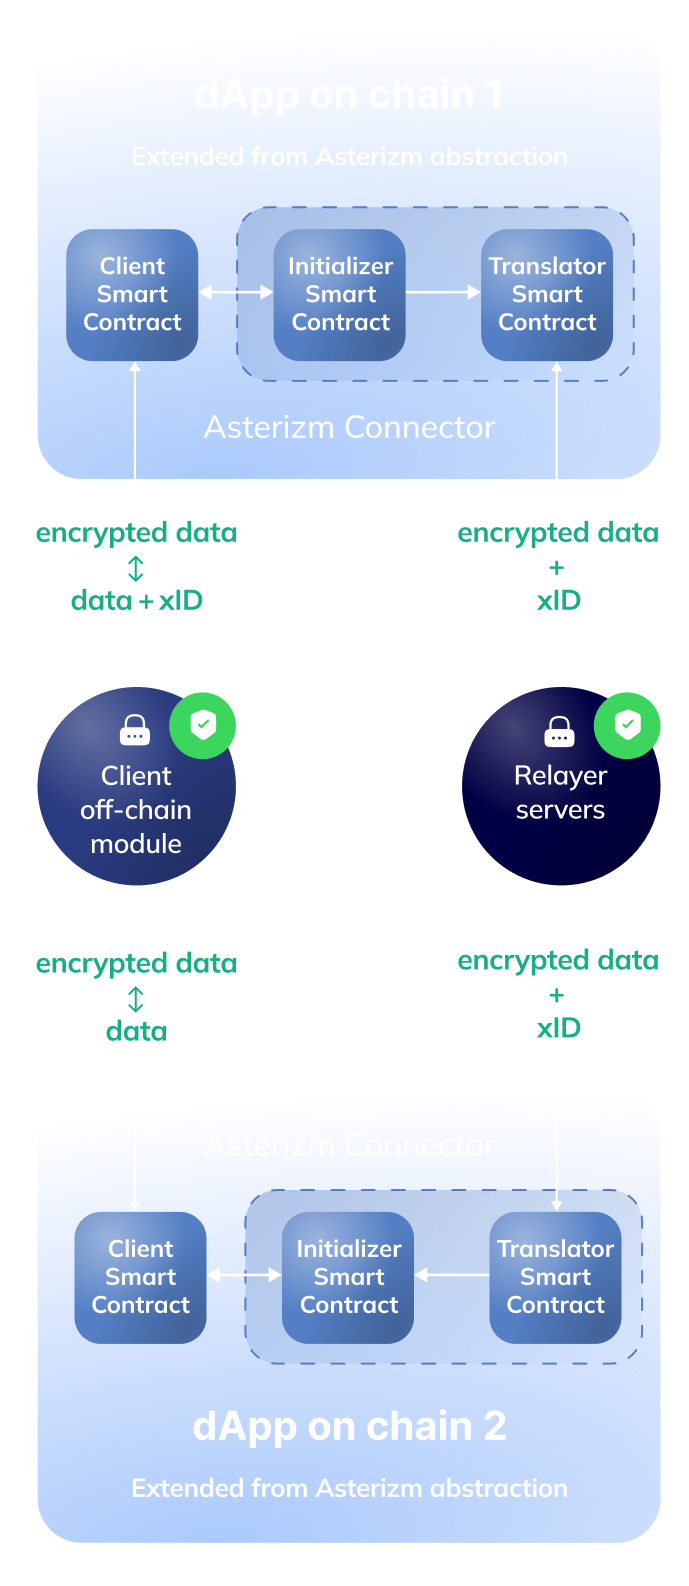 dApp on chain 1
Extended from Asterizm abstraction
Client
Smart
Contract
Initializer
Smart
Contract
Translator
Smart
Contract
Asterizm Connector
encrypted data
↕
data + xID
encrypted data
+
xID
Client
off-chain
module
Relayer
servers
encrypted data
↕
data
encrypted data
+
xID
Asterizm Connector
Client
Smart
Contract
Initializer
Smart
Contract
Translator
Smart
Contract
dApp on chain 2
Extended from Asterizm abstraction